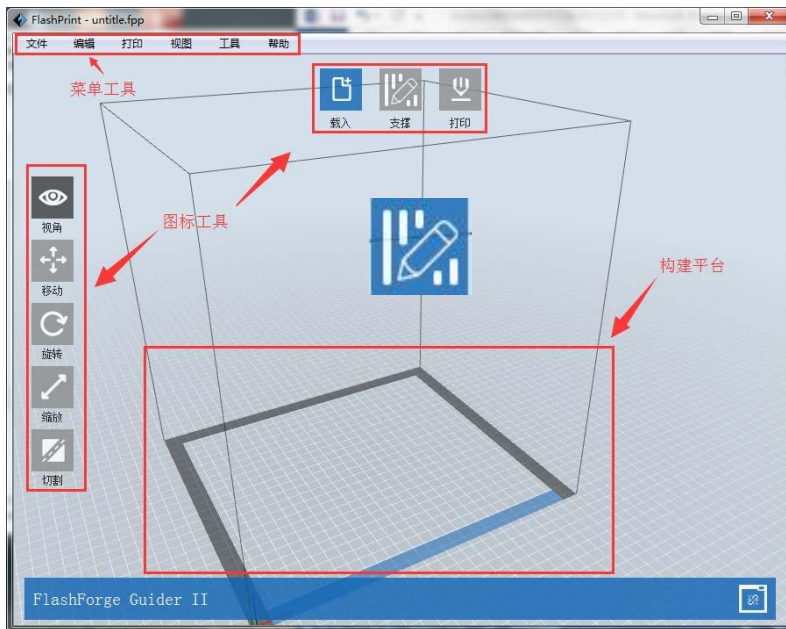 FlashPrint - untitle.fpp
文件 编辑 打印 视图 工具 帮助
菜单工具
载入 支撑 打印
视角
图标工具
移动
构建平台
旋转
缩放
切割
FlashForge Guider II